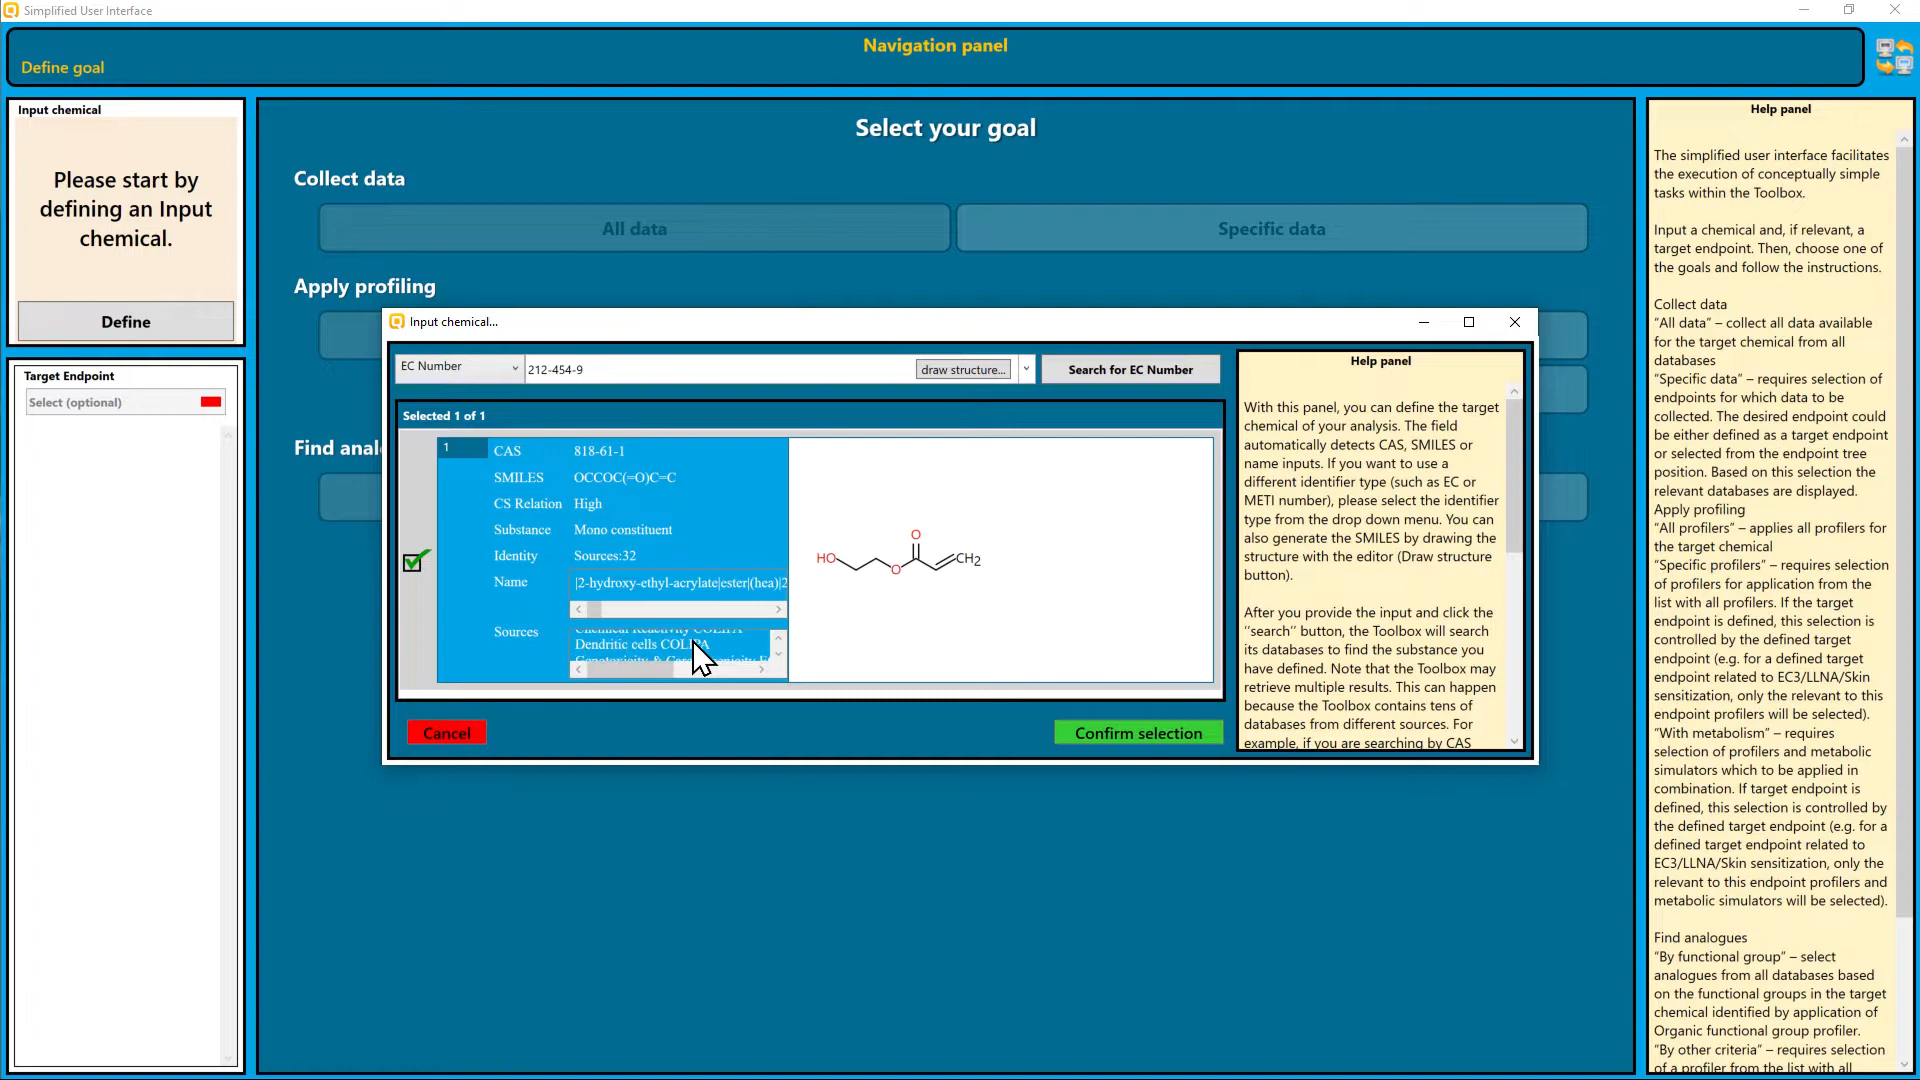 Simplified User Interface
Navigation panel
Define goal
Input chemical
Please start by
defining an Input
chemical.
Define
Target Endpoint
Select (optional)
Select your goal
Collect data
All data
Specific data
Apply profiling
Find anal
Input chemical...
EC Number
212-454-9
draw structure...
Search for EC Number
Selected 1 of 1
1
CAS 818-61-1
SMILES OCCOC(=O)C=C
CS Relation High
Substance Mono constituent
Identity Sources:32
Name |2-hydroxy-ethyl-acrylate|ester|(hea)|2
Sources Chemical Reactivity COLIPA
Dendritic cells COLIPA
Genotoxicity & Carcinogenicity E
HO
O
O
CH2
Cancel
Confirm selection
Help panel
With this panel, you can define the target
chemical of your analysis. The field
automatically detects CAS, SMILES or
name inputs. If you want to use a
different identifier type (such as EC or
METI number), please select the identifier
type from the drop down menu. You can
also generate the SMILES by drawing the
structure with the editor (Draw structure
button).
After you provide the input and click the
“search” button, the Toolbox will search
its databases to find the substance you
have defined. Note that the Toolbox may
retrieve multiple results. This can happen
because the Toolbox contains tens of
databases from different sources. For
example, if you are searching by CAS
Help panel
The simplified user interface facilitates
the execution of conceptually simple
tasks within the Toolbox.
Input a chemical and, if relevant, a
target endpoint. Then, choose one of
the goals and follow the instructions.
Collect data
“All data” – collect all data available
for the target chemical from all
databases
“Specific data” – requires selection of
endpoints for which data to be
collected. The desired endpoint could
be either defined as a target endpoint
or selected from the endpoint tree
position. Based on this selection the
relevant databases are displayed.
Apply profiling
“All profilers” – applies all profilers for
the target chemical
“Specific profilers” – requires selection
of profilers for application from the
list with all profilers. If the target
endpoint is defined, this selection is
controlled by the defined target
endpoint (e.g. for a defined target
endpoint related to EC3/LLNA/Skin
sensitization, only the relevant to this
endpoint profilers will be selected).
“With metabolism” – requires
selection of profilers and metabolic
simulators which to be applied in
combination. If target endpoint is
defined, this selection is controlled by
the defined target endpoint (e.g. for a
defined target endpoint related to
EC3/LLNA/Skin sensitization, only the
relevant to this endpoint profilers and
metabolic simulators will be selected).
Find analogues
“By functional group” – select
analogues from all databases based
on the functional groups in the target
chemical identified by application of
Organic functional group profiler.
“By other criteria” – requires selection
of a profiler from the list with all